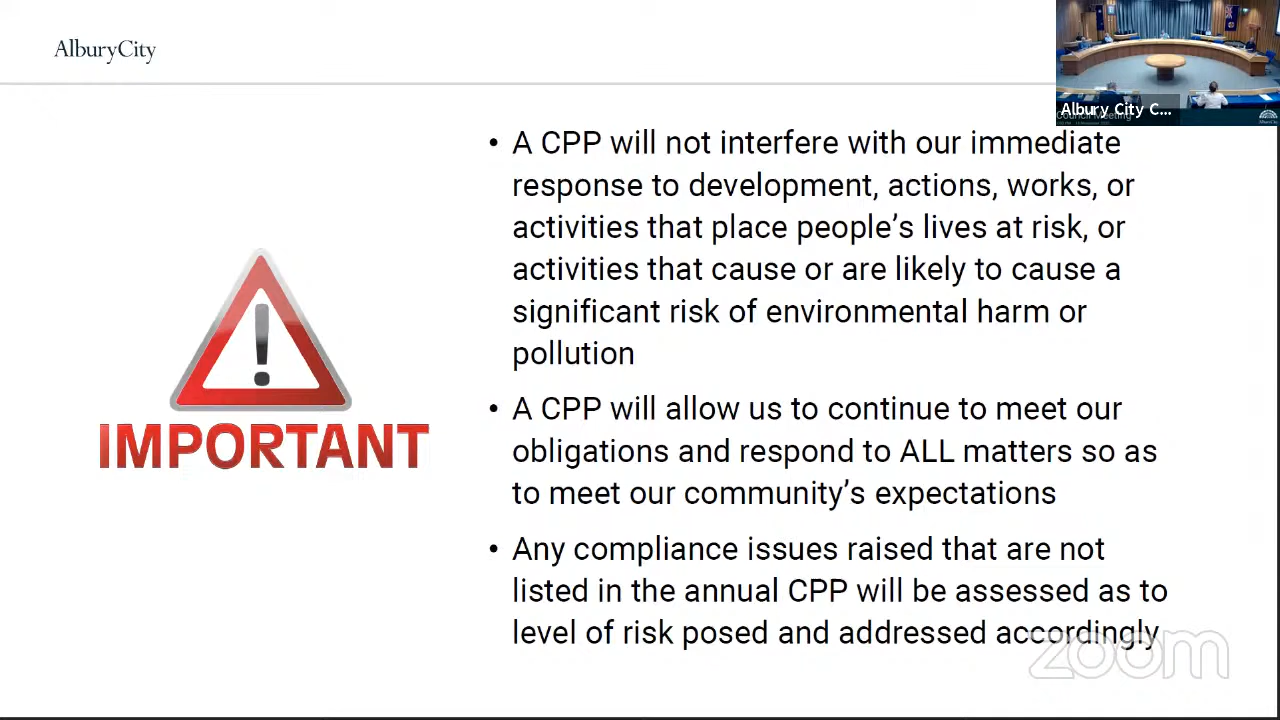 AlburyCity
Albury City C...
Council Meeting
• A CPP will not interfere with our immediate
response to development, actions, works, or
activities that place people’s lives at risk, or
activities that cause or are likely to cause a
significant risk of environmental harm or
pollution
IMPORTANT
• A CPP will allow us to continue to meet our
obligations and respond to ALL matters so as
to meet our community’s expectations
• Any compliance issues raised that are not
listed in the annual CPP will be assessed as to
level of risk posed and addressed accordingly
zoom